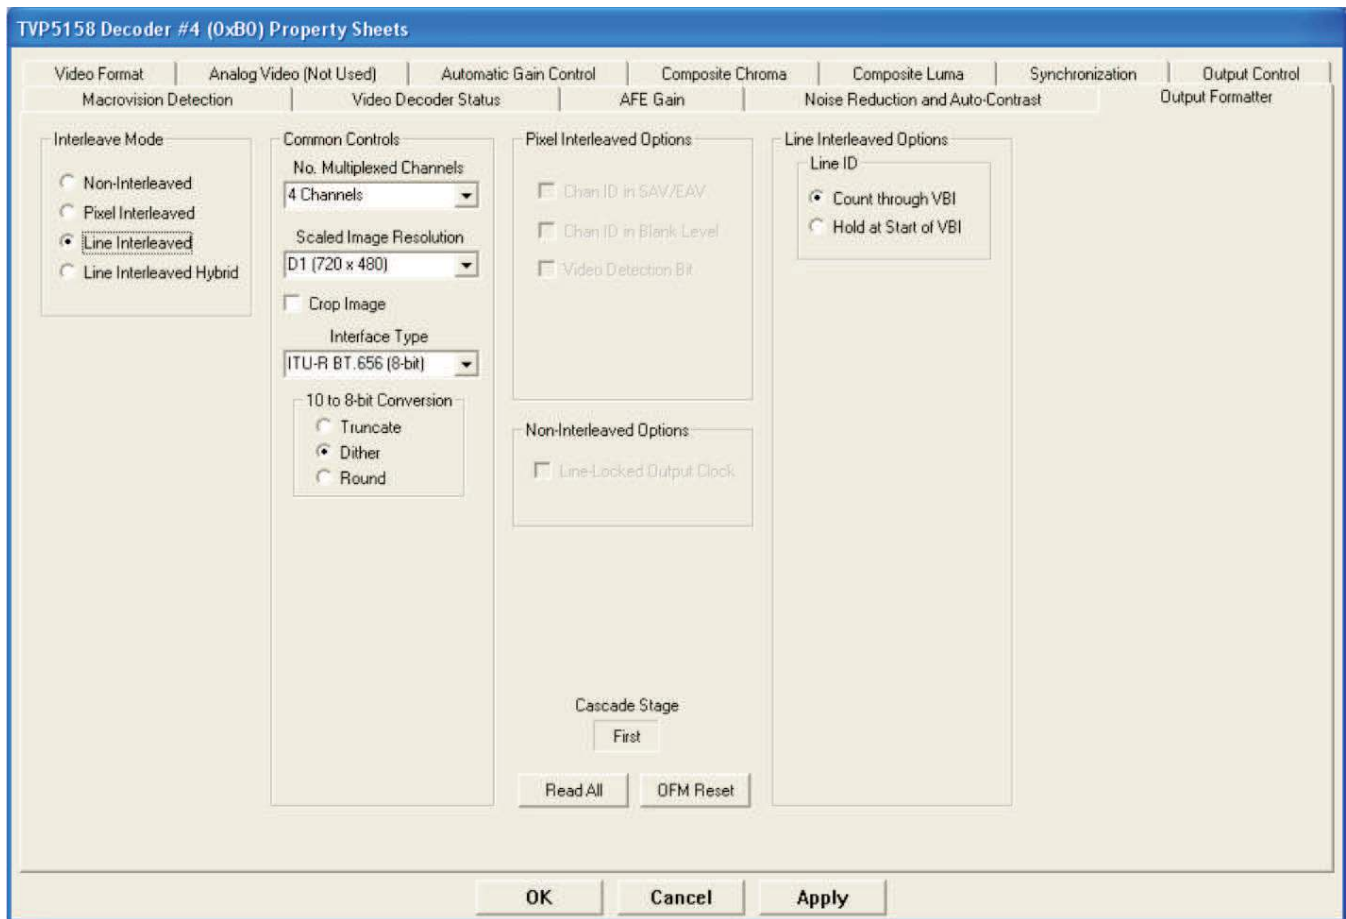 TVP5158 Decoder #4 (0xB0) Property Sheets
Video Format
Analog Video (Not Used)
Automatic Gain Control
Composite Chroma
Composite Luma
Synchronization
Output Control
Macrovision Detection
Video Decoder Status
AFE Gain
Noise Reduction and Auto-Contrast
Output Formatter
Interleave Mode
Non-Interleaved
Pixel Interleaved
Line Interleaved
Line Interleaved Hybrid
Common Controls
No. Multiplexed Channels
4 Channels
Scaled Image Resolution
D1 (720 x 480)
Crop Image
Interface Type
ITU-R BT.656 (8-bit)
10 to 8-bit Conversion
Truncate
Dither
Round
Pixel Interleaved Options
Chan ID in SAV/EAV
Chan ID in Blank Level
Video Detection Bit
Non-Interleaved Options
Line-Locked Output Clock
Cascade Stage
First
Read All
OFM Reset
Line Interleaved Options
Line ID
Count through VBI
Hold at Start of VBI
OK
Cancel
Apply